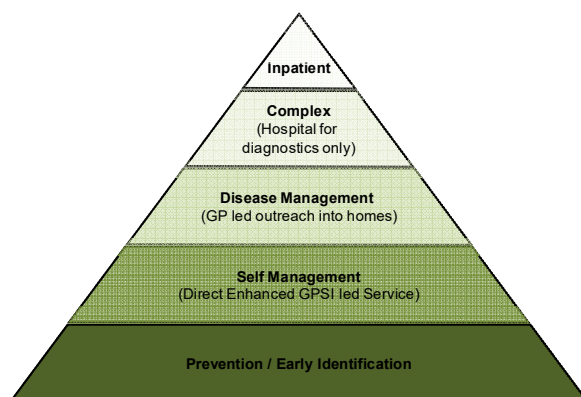 Inpatient
Complex
(Hospital for
diagnostics only)
Disease Management
(GP led outreach into homes)
Self Management
(Direct Enhanced GPSI led Service)
Prevention / Early Identification